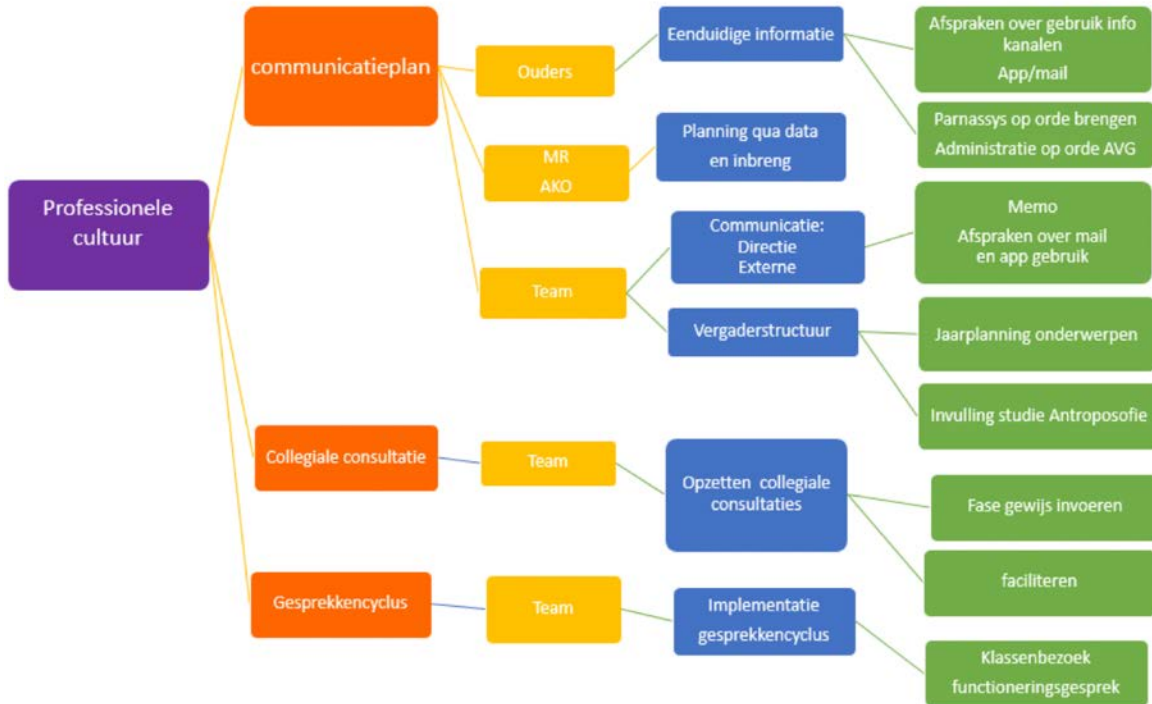 Professionele
cultuur
communicatieplan
Ouders
Eenduidige informatie
Afspraken over gebruik info
kanalen
App/mail
Parnassys op orde brengen
Administratie op orde AVG
MR
AKO
Planning qua data
en inbreng
Team
Communicatie:
Directie
Externe
Memo
Afspraken over mail
en app gebruik
Vergaderstructuur
Jaarplanning onderwerpen
Invulling studie Antroposofie
Collegiale consultatie
Team
Opzetten collegiale
consultaties
Fase gewijs invoeren
faciliteren
Gesprekkencyclus
Team
Implementatie
gesprekkencyclus
Klassenbezoek
functioneringsgesprek